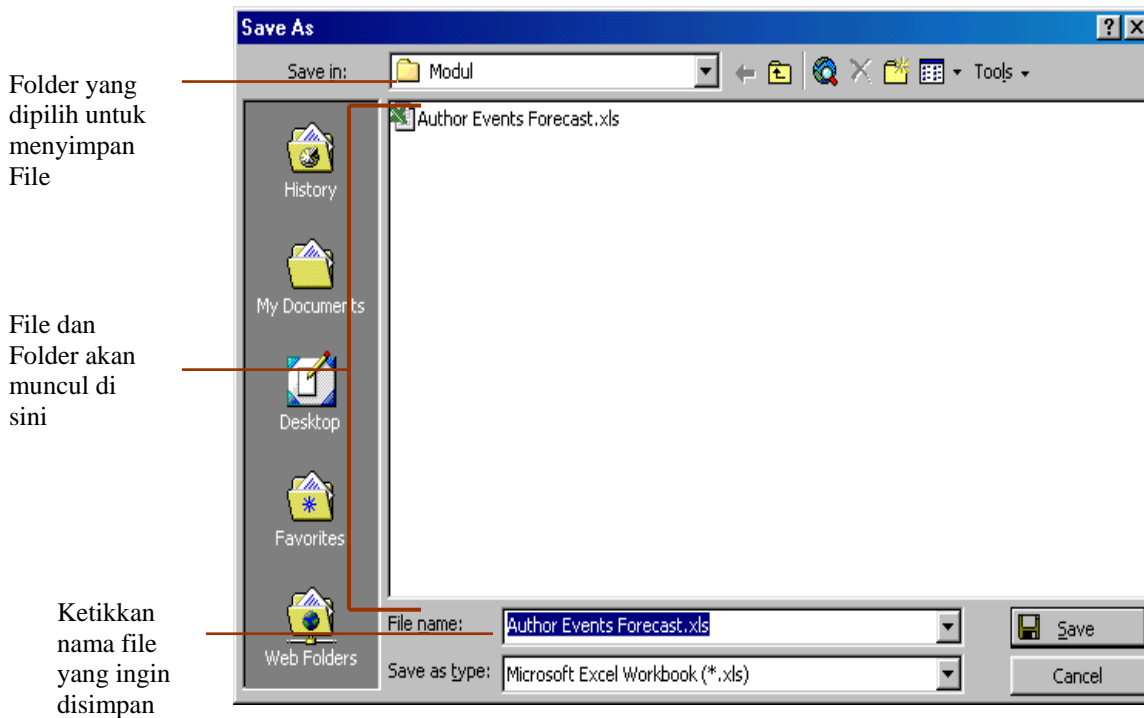 Save As
Save in:
Modul
Tools
Folder yang
dipilih untuk
menyimpan
File
Author Events Forecast.xls
History
My Documents
File dan
Folder akan
muncul di
sini
Desktop
Favorites
Web Folders
Ketikkan
nama file
yang ingin
disimpan
File name:
Author Events Forecast.xls
Save
Save as type:
Microsoft Excel Workbook (*.xls)
Cancel